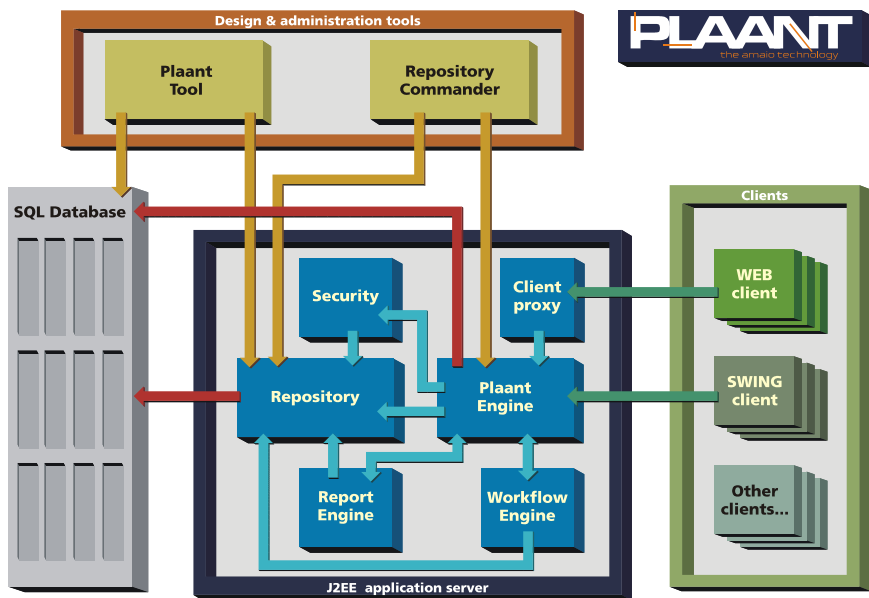 Design & administration tools
PLAANT
the amaio technology
Plaant
Tool
Repository
Commander
SQL Database
Clients
Security
Client
proxy
WEB
client
Repository
Plaant
Engine
SWING
client
Report
Engine
Workflow
Engine
Other
clients...
J2EE application server